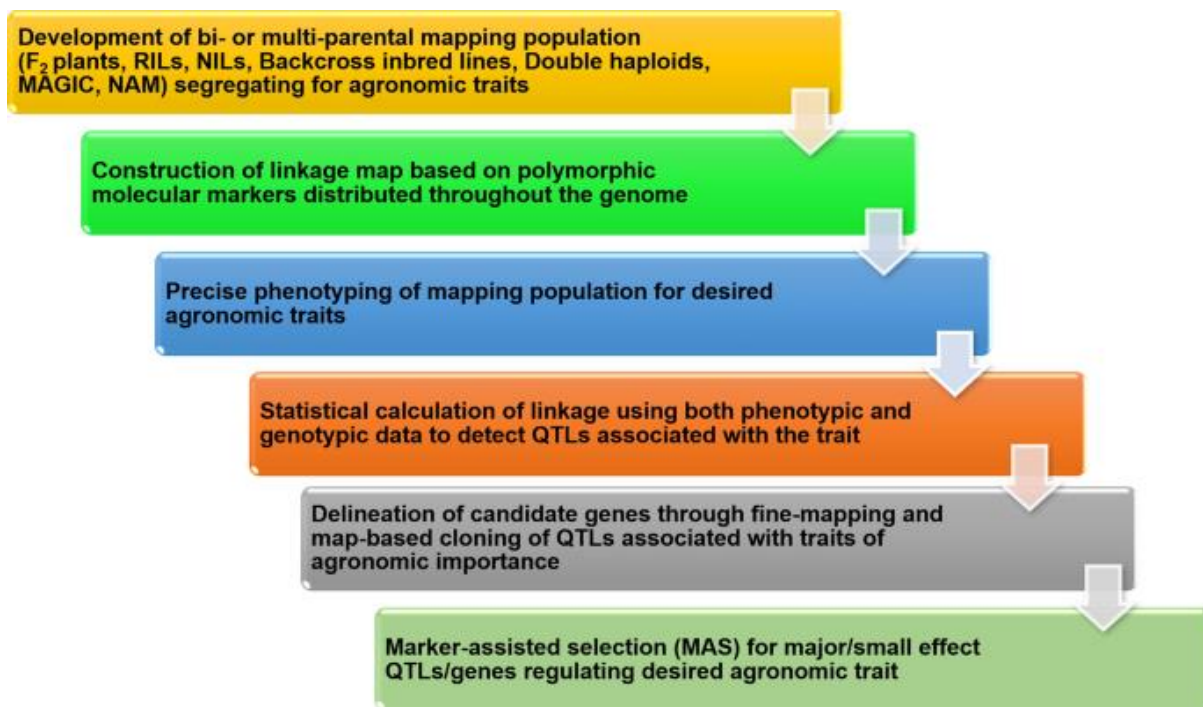 Development of bi- or multi-parental mapping population
(F₂ plants, RILs, NILs, Backcross inbred lines, Double haploids,
MAGIC, NAM) segregating for agronomic traits
Construction of linkage map based on polymorphic
molecular markers distributed throughout the genome
Precise phenotyping of mapping population for desired
agronomic traits
Statistical calculation of linkage using both phenotypic and
genotypic data to detect QTLs associated with the trait
Delineation of candidate genes through fine-mapping and
map-based cloning of QTLs associated with traits of
agronomic importance
Marker-assisted selection (MAS) for major/small effect
QTLs/genes regulating desired agronomic trait